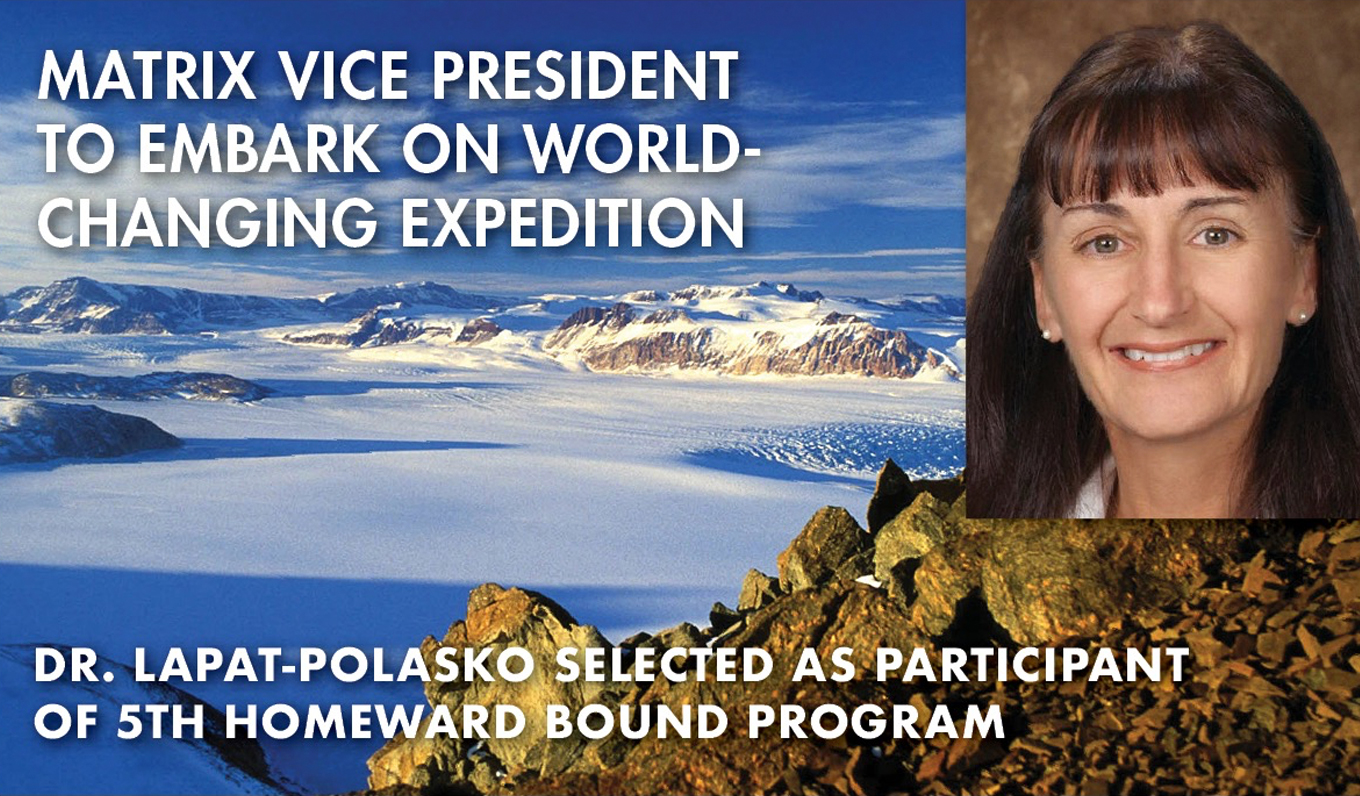 MATRIX VICE PRESIDENT
TO EMBARK ON WORLD-
CHANGING EXPEDITION
DR. LAPAT-POLASKO SELECTED AS PARTICIPANT
OF 5TH HOMEWARD BOUND PROGRAM